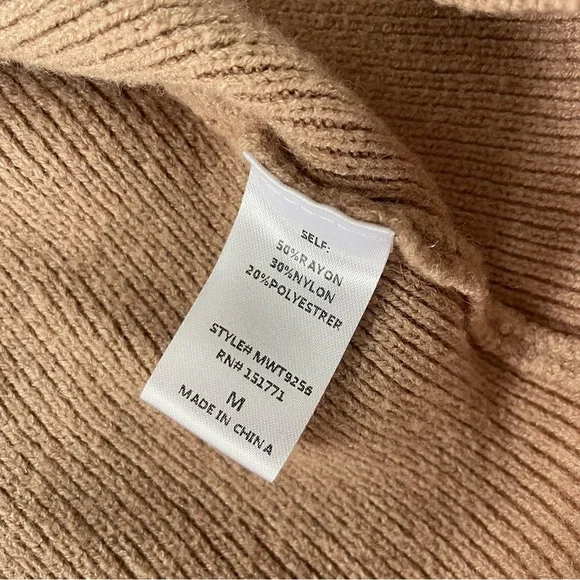 SELF:
50%RAYON
30%NYLON
20%POLYESTRER
STYLE# MWT9256
RN# 151771
M
MADE IN CHINA